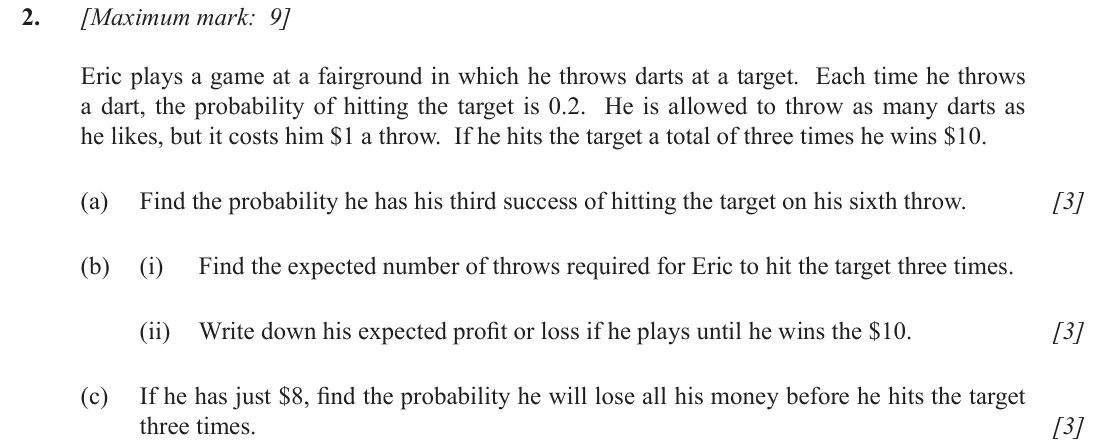 2. [Maximum mark: 9]
Eric plays a game at a fairground in which he throws darts at a target. Each time he throws
a dart, the probability of hitting the target is 0.2. He is allowed to throw as many darts as
he likes, but it costs him $1 a throw. If he hits the target a total of three times he wins $10.
(a) Find the probability he has his third success of hitting the target on his sixth throw. [3]
(b) (i) Find the expected number of throws required for Eric to hit the target three times.
(ii) Write down his expected profit or loss if he plays until he wins the $10. [3]
(c) If he has just $8, find the probability he will lose all his money before he hits the target
three times. [3]